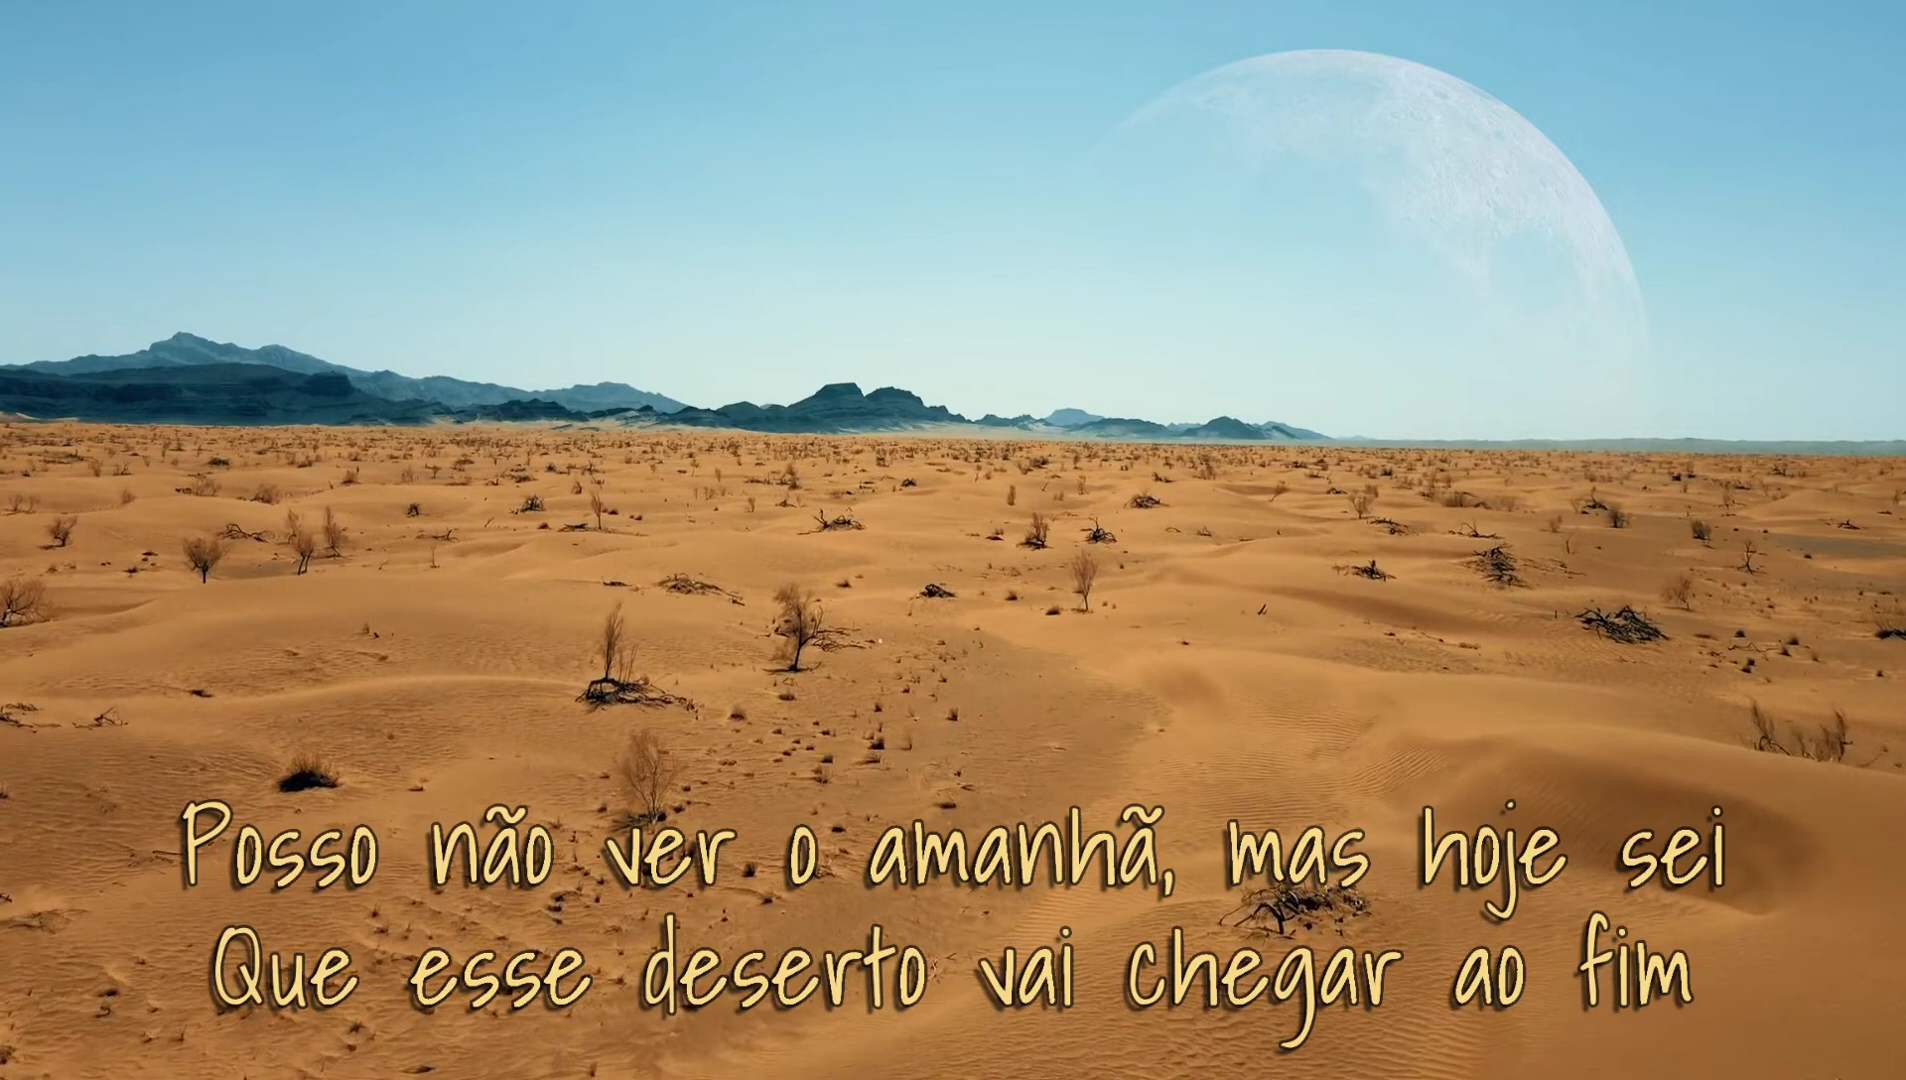 Posso não ver o amanhã, mas hoje sei
Que esse deserto vai chegar ao fim